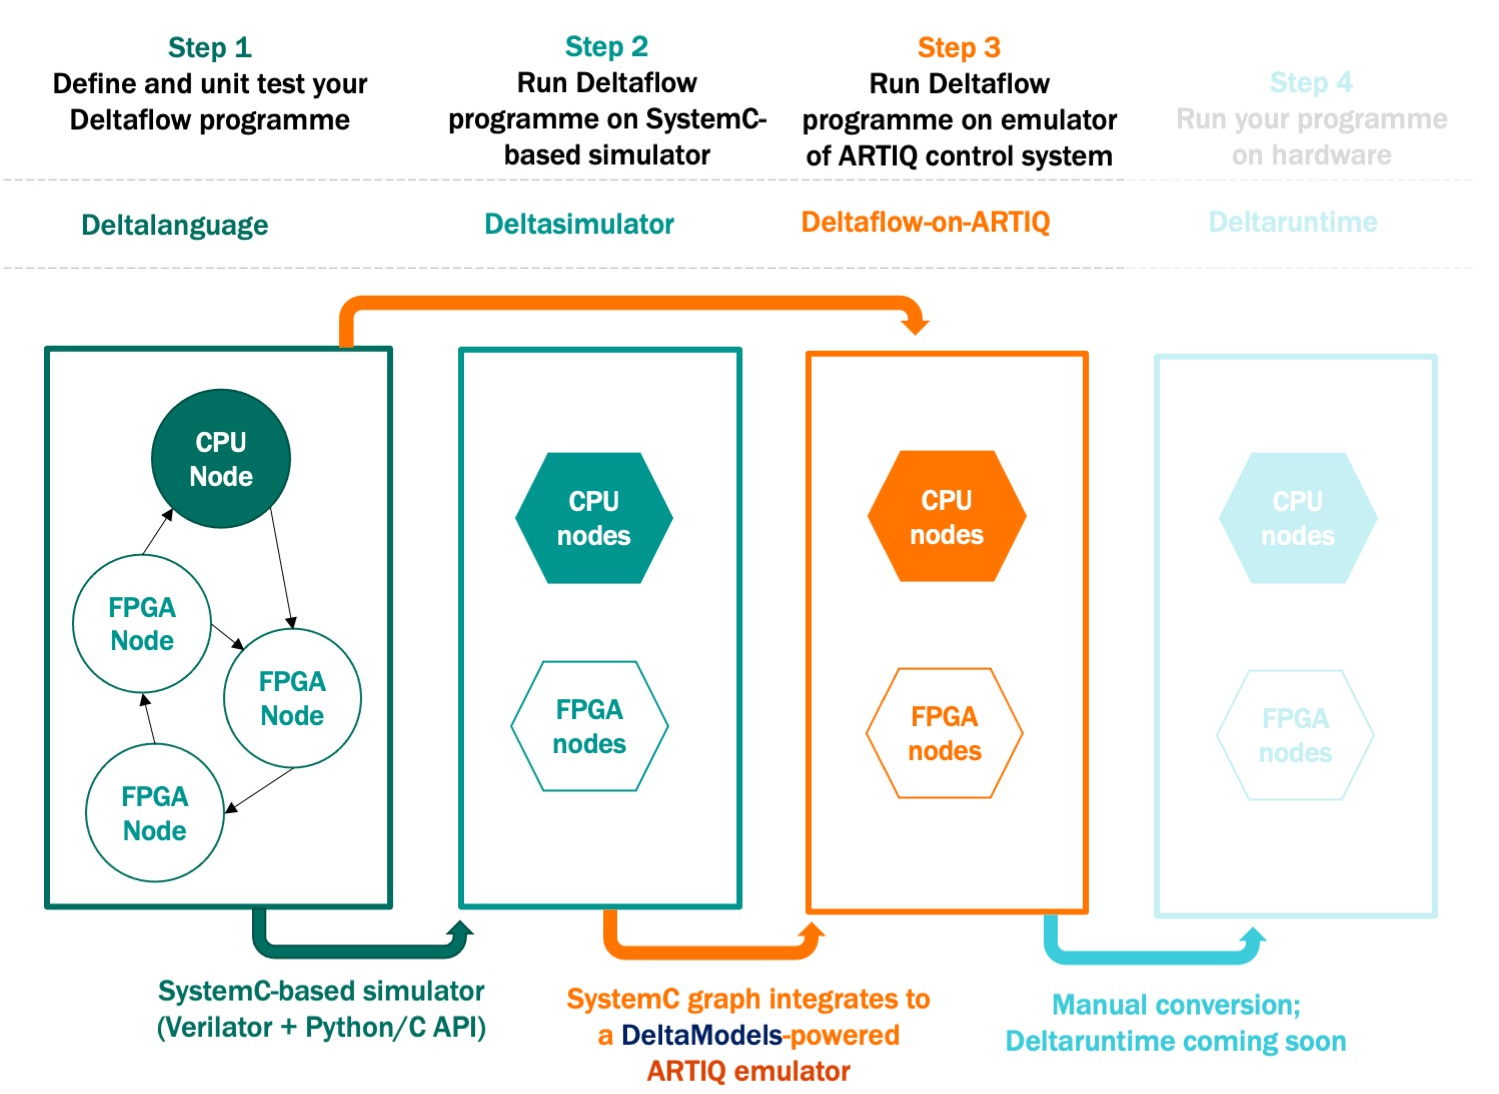 Step 1
Define and unit test your
Deltaflow programme
Step 2
Run Deltaflow
programme on SystemC-
based simulator
Step 3
Run Deltaflow
programme on emulator
of ARTIQ control system
Step 4
Run your programme
on hardware
Deltalanguage
Deltasimulator
Deltaflow-on-ARTIQ
Deltaruntime
CPU
Node
FPGA
Node
FPGA
Node
FPGA
Node
CPU
nodes
FPGA
nodes
CPU
nodes
FPGA
nodes
CPU
nodes
FPGA
nodes
SystemC-based simulator
(Verilator + Python/C API)
SystemC graph integrates to
a DeltaModels-powered
ARTIQ emulator
Manual conversion;
Deltaruntime coming soon